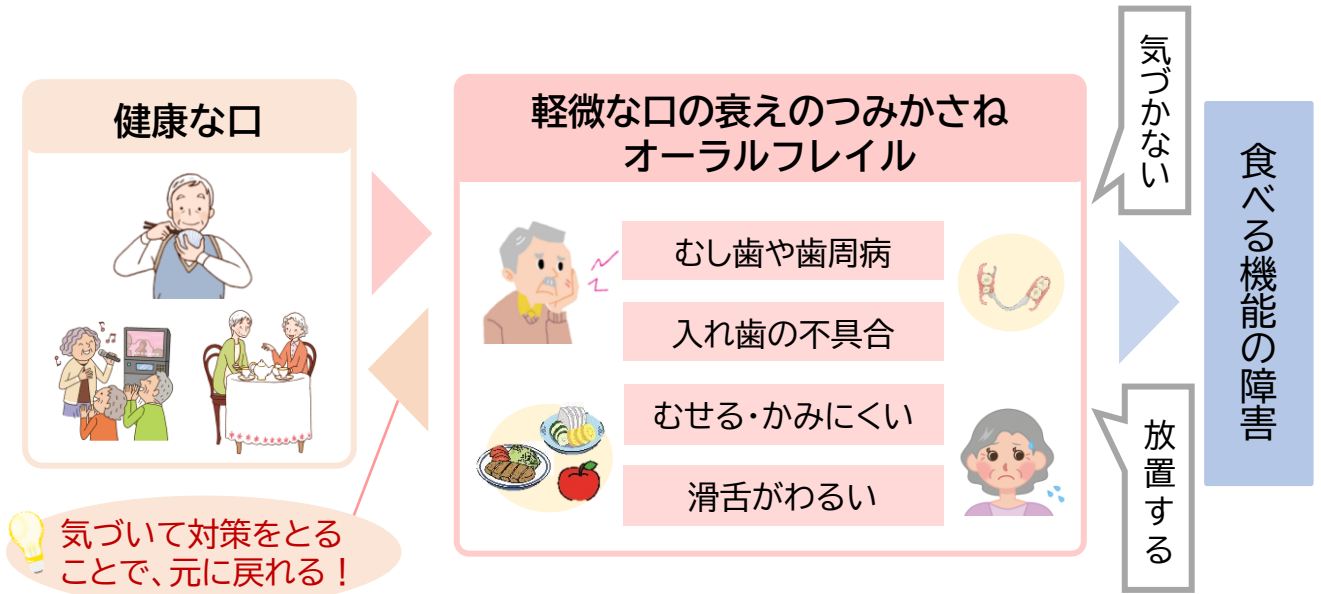 健康な口
気づいて対策をとる
ことで、元に戻れる！
軽微な口の衰えのつみかさね
オーラルフレイル
むし歯や歯周病
入れ歯の不具合
むせる・かみにくい
滑舌がわるい
気づかない
放置する
食べる機能の障害